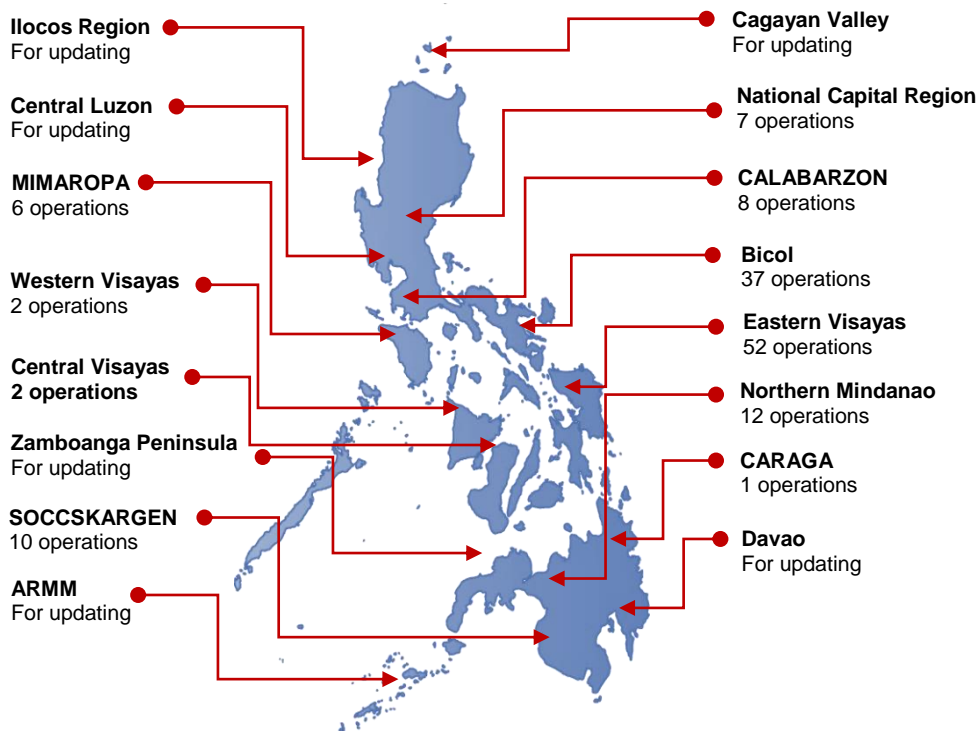 Ilocos Region
For updating
Central Luzon
For updating
MIMAROPA
6 operations
Western Visayas
2 operations
Central Visayas
2 operations
Zamboanga Peninsula
For updating
SOCCSKARGEN
10 operations
ARMM
For updating
Cagayan Valley
For updating
National Capital Region
7 operations
CALABARZON
8 operations
Bicol
37 operations
Eastern Visayas
52 operations
Northern Mindanao
12 operations
CARAGA
1 operations
Davao
For updating